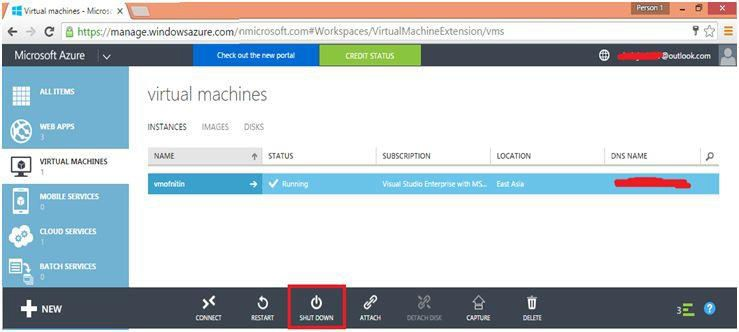 Person 1
Virtual machines - Micros
https://manage.windowsazure.com/nmicrosoft.com#Workspaces/VirtualMachineExtension/vms
Microsoft Azure
Check out the new portal
CREDIT STATUS
@outlook.com
ALL ITEMS
WEB APPS
3
VIRTUAL MACHINES
1
MOBILE SERVICES
0
CLOUD SERVICES
1
BATCH SERVICES
0
virtual machines
INSTANCES IMAGES DISKS
NAME STATUS SUBSCRIPTION LOCATION DNS NAME
vmofnitin Running Visual Studio Enterprise with MS... East Asia
NEW
CONNECT RESTART SHUT DOWN ATTACH DETACH DISK CAPTURE DELETE
3
?